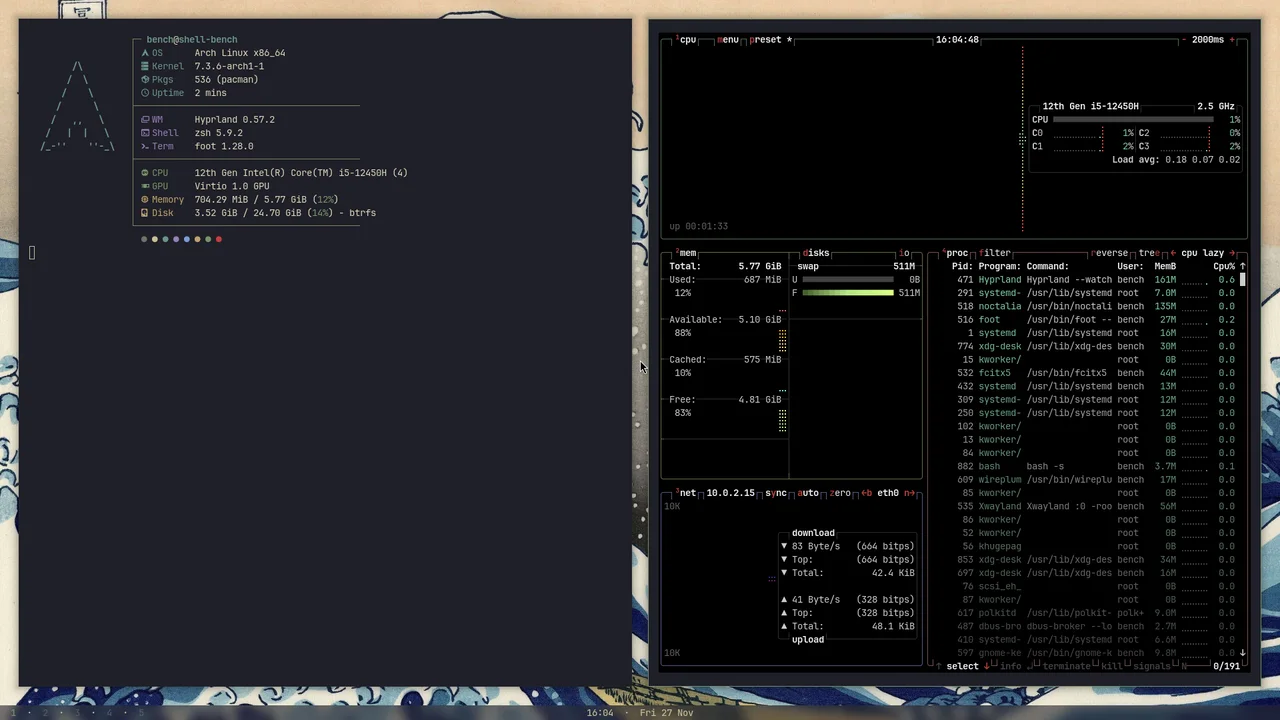 bench@shell-bench
OS Arch Linux x86_64
Kernel 7.3.6-arch1-1
Pkgs 536 (pacman)
Uptime 2 mins
WM Hyprland 0.57.2
Shell zsh 5.9.2
Term foot 1.28.0
CPU 12th Gen Intel(R) Core(TM) i5-12450H (4)
GPU Virtio 1.0 GPU
Memory 704.29 MiB / 5.77 GiB (12%)
Disk 3.52 GiB / 24.70 GiB (14%) - btrfs
¹cpu menu preset * 16:04:48 - 2000ms +
12th Gen i5-12450H 2.5 GHz
CPU 1%
C0 1% C2 0%
C1 2% C3 2%
Load avg: 0.18 0.07 0.02
up 00:01:33
²mem
Total: 5.77 GiB
Used: 687 MiB
12%
Available: 5.10 GiB
88%
Cached: 575 MiB
10%
Free: 4.81 GiB
83%
disks io
swap 511M
U 0B
F 511M
³net 10.0.2.15 sync auto zero ←b eth0 n→
10K
download
▼ 83 Byte/s (664 bitps)
▼ Top: (664 bitps)
▼ Total: 42.4 KiB
▲ 41 Byte/s (328 bitps)
▲ Top: (328 bitps)
▲ Total: 48.1 KiB
upload
10K
proc filter reverse tree ← cpu lazy →
Pid: Program: Command: User: MemB Cpu% ↑
471 Hyprland Hyprland --watch bench 161M 0.6
291 systemd- /usr/lib/systemd root 7.0M 0.0
518 noctalia /usr/bin/noctali bench 135M 0.0
516 foot /usr/bin/foot -- bench 27M 0.2
1 systemd /usr/lib/systemd root 16M 0.0
774 xdg-desk /usr/lib/xdg-des bench 30M 0.0
15 kworker/ root 0B 0.0
532 fcitx5 /usr/bin/fcitx5 bench 44M 0.0
432 systemd /usr/lib/systemd bench 13M 0.0
309 systemd- /usr/lib/systemd root 12M 0.0
250 systemd- /usr/lib/systemd root 12M 0.0
102 kworker/ root 0B 0.0
13 kworker/ root 0B 0.0
84 kworker/ root 0B 0.0
882 bash bash -s bench 3.7M 0.1
609 wireplum /usr/bin/wireplu bench 17M 0.0
85 kworker/ root 0B 0.0
535 Xwayland Xwayland :0 -roo bench 56M 0.0
86 kworker/ root 0B 0.0
52 kworker/ root 0B 0.0
56 khugepag root 0B 0.0
853 xdg-desk /usr/lib/xdg-des bench 34M 0.0
697 xdg-desk /usr/lib/xdg-des bench 16M 0.0
76 scsi_eh_ root 0B 0.0
87 kworker/ root 0B 0.0
617 polkitd /usr/lib/polkit- polk+ 9.0M 0.0
487 dbus-bro dbus-broker --lo bench 2.7M 0.0
410 systemd- /usr/lib/systemd root 6.6M 0.0
597 gnome-ke /usr/bin/gnome-k bench 9.8M 0.0 ↓
↑ select ↓ info ↵ terminate kill signals N 0/191
1 · 2 · 3 · 4 · 5
16:04 · Fri 27 Nov